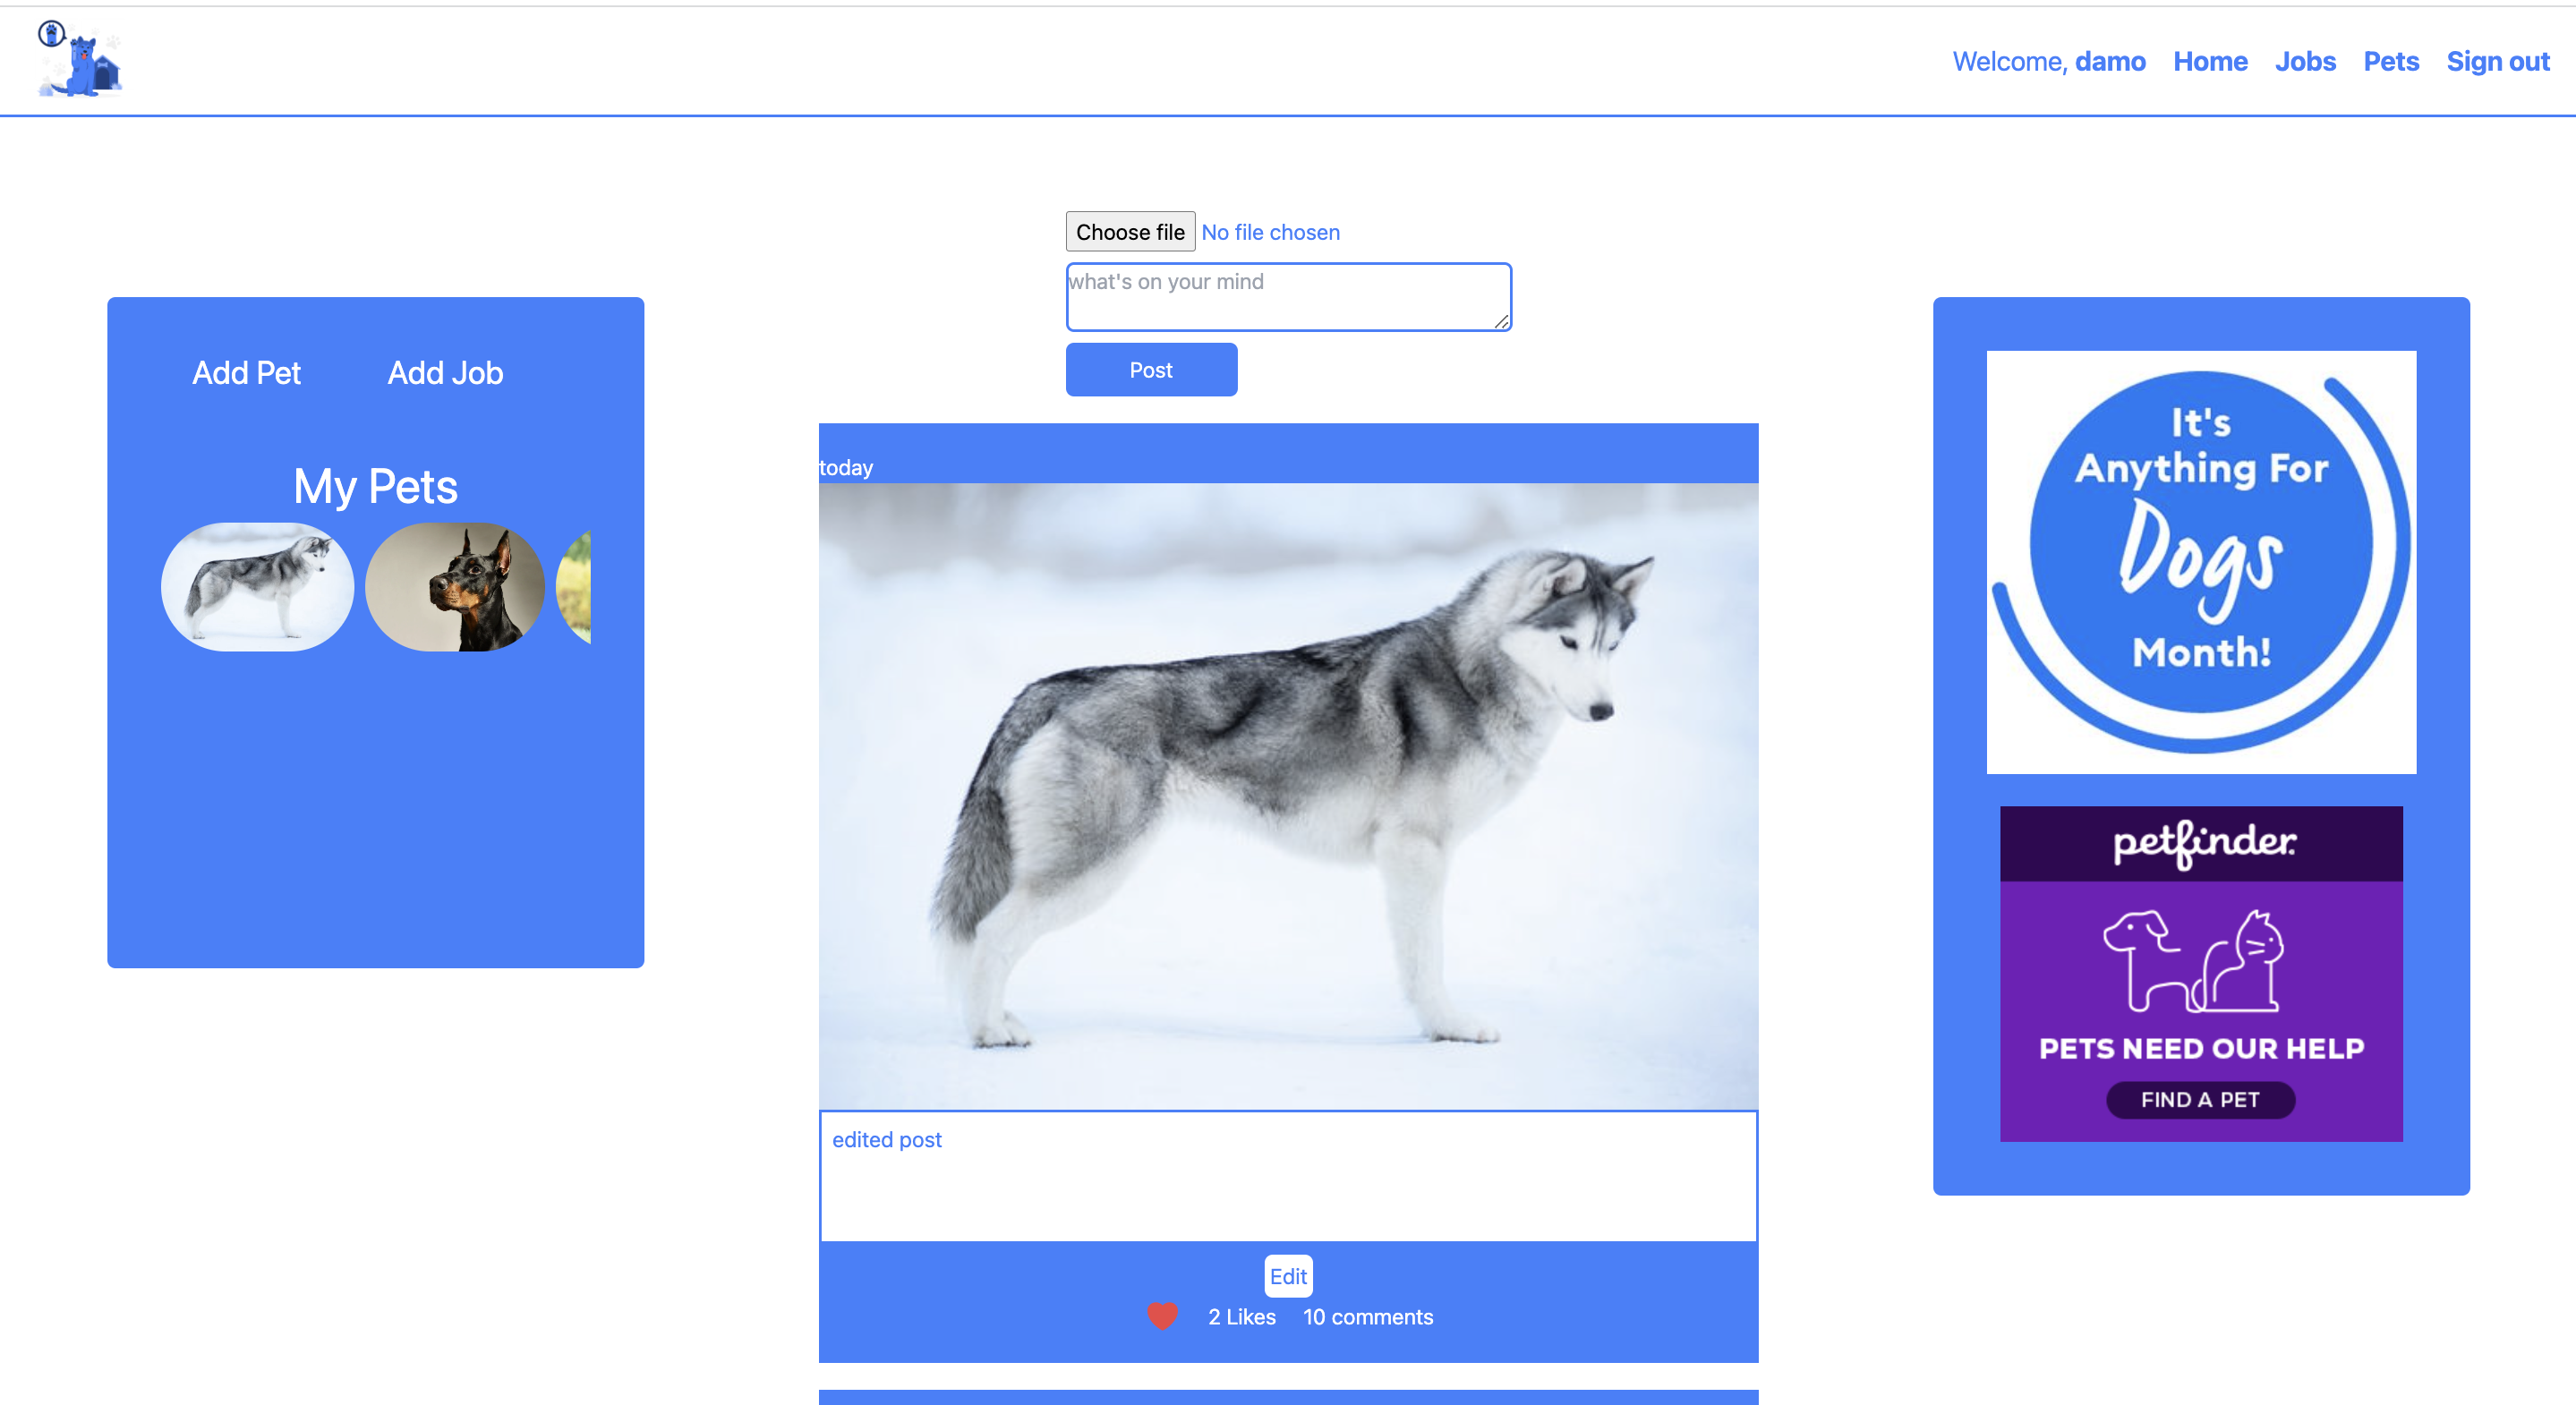 Welcome, damo Home Jobs Pets Sign out
Choose file No file chosen
what's on your mind
Post
Add Pet Add Job
My Pets
today
edited post
Edit
2 Likes 10 comments
It's
Anything For
Dogs
Month!
petfinder.
PETS NEED OUR HELP
FIND A PET